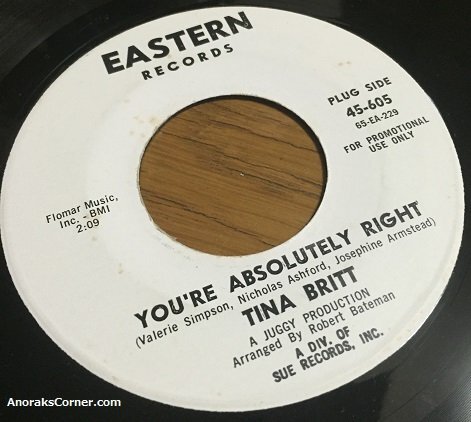 EASTERN
RECORDS
PLUG SIDE
45-605
65-EA-229
FOR PROMOTIONAL
USE ONLY
Flomar Music,
Inc. - BMI
2:09
YOU'RE ABSOLUTELY RIGHT
(Valerie Simpson, Nicholas Ashford, Josephine Armstead)
TINA BRITT
A JUGGY PRODUCTION
Arranged By Robert Bateman
A DIV. OF
SUE RECORDS, INC.
AnoraksCorner.com